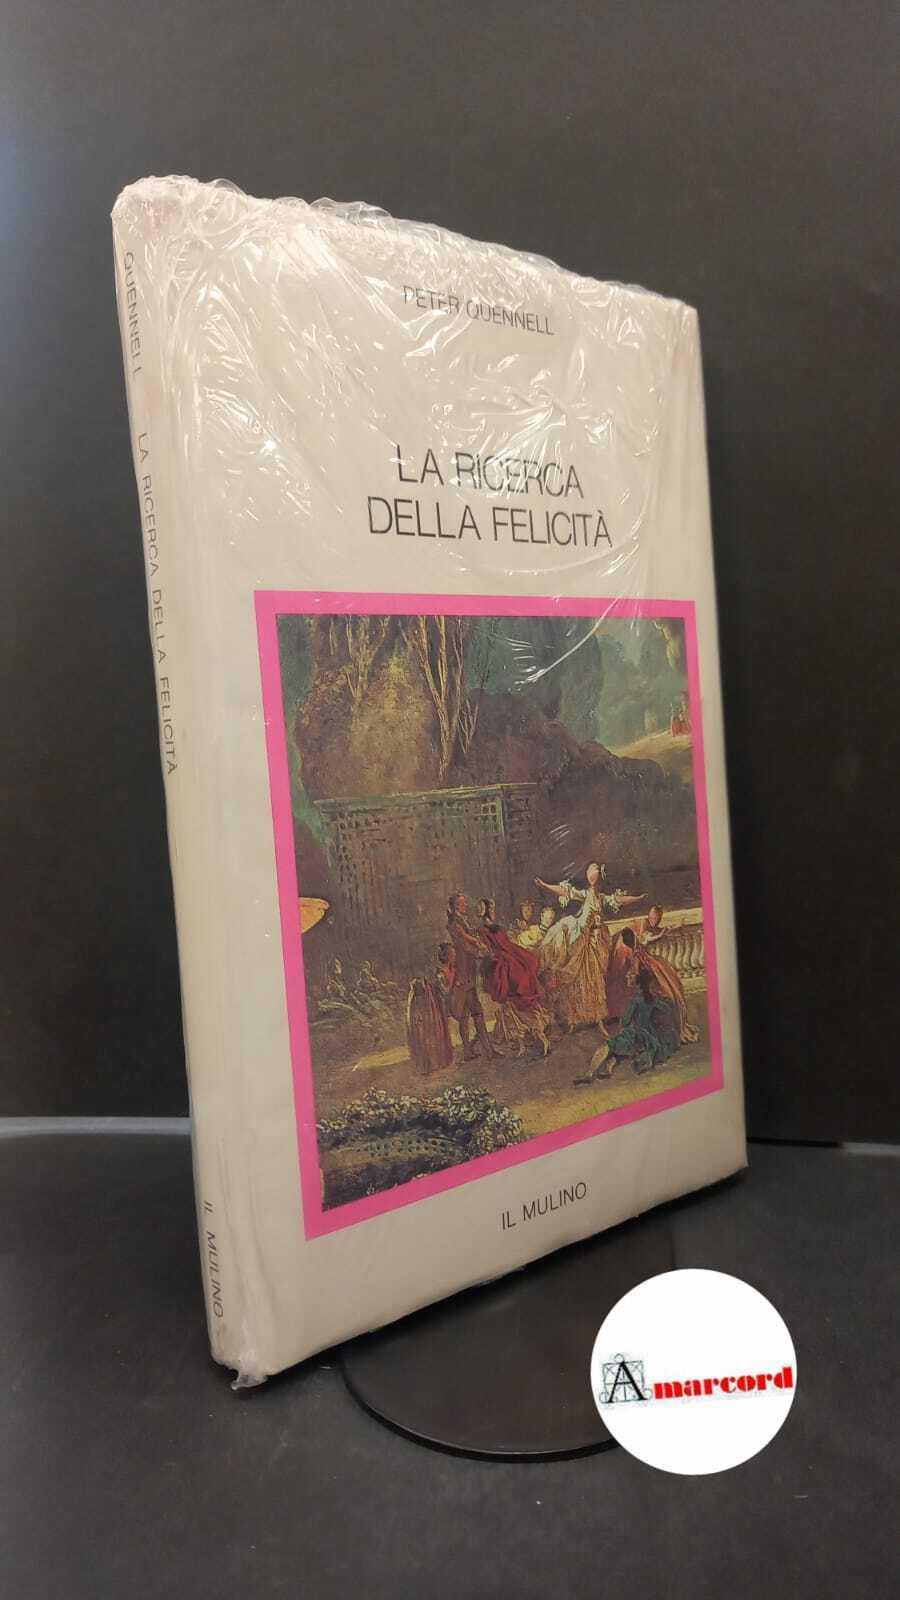 PETER QUENNELL
LA RICERCA
DELLA FELICITÀ
IL MULINO
QUENNELL LA RICERCA DELLA FELICITÀ IL MULINO
Amarcord